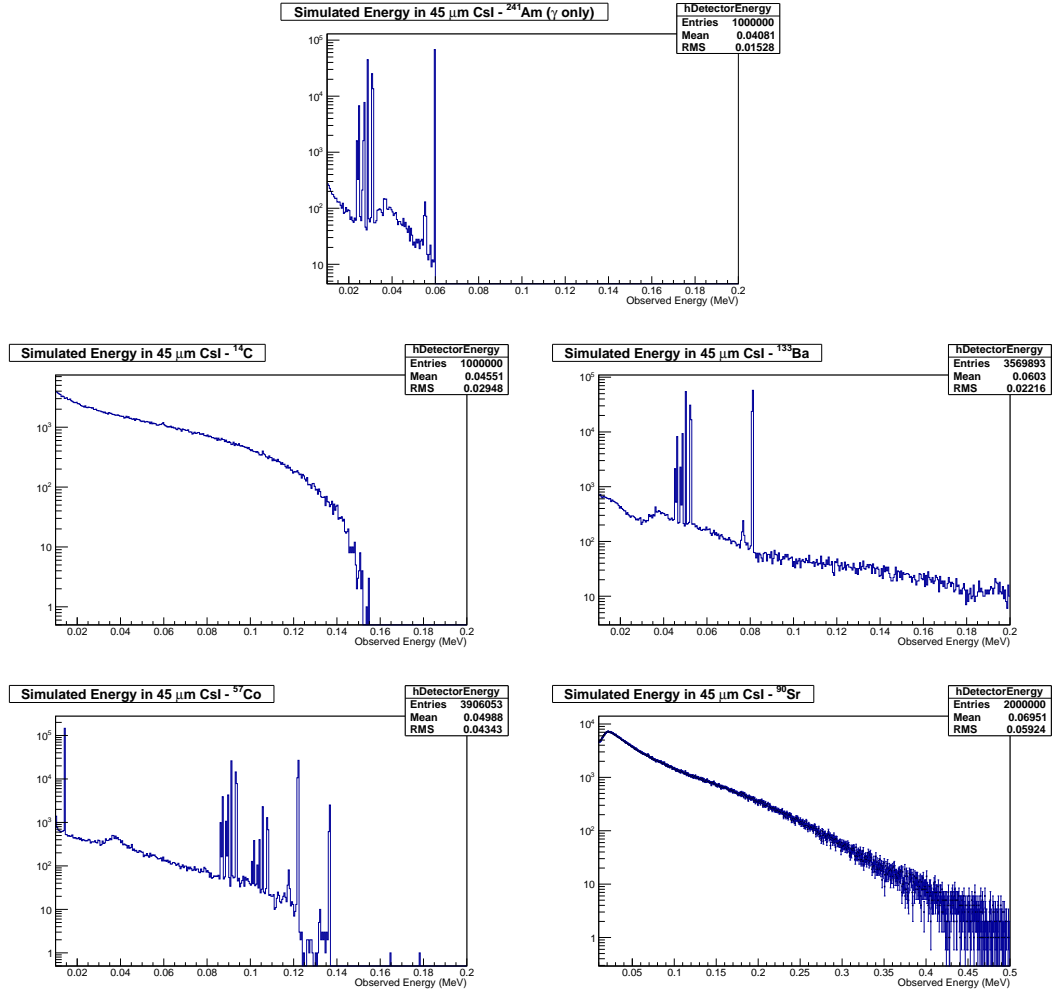 Simulated Energy in 45 μm CsI - ²⁴¹Am (γ only)
hDetectorEnergy
Entries 1000000
Mean 0.04081
RMS 0.01528
10⁵
10⁴
10³
10²
10
0.02 0.04 0.06 0.08 0.1 0.12 0.14 0.16 0.18 0.2
Observed Energy (MeV)
Simulated Energy in 45 μm CsI - ¹⁴C
hDetectorEnergy
Entries 1000000
Mean 0.04551
RMS 0.02948
10³
10²
10
1
0.02 0.04 0.06 0.08 0.1 0.12 0.14 0.16 0.18 0.2
Observed Energy (MeV)
Simulated Energy in 45 μm CsI - ¹³³Ba
hDetectorEnergy
Entries 3569893
Mean 0.0603
RMS 0.02216
10⁵
10⁴
10³
10²
10
0.02 0.04 0.06 0.08 0.1 0.12 0.14 0.16 0.18 0.2
Observed Energy (MeV)
Simulated Energy in 45 μm CsI - ⁵⁷Co
hDetectorEnergy
Entries 3906053
Mean 0.04988
RMS 0.04343
10⁵
10⁴
10³
10²
10
1
0.02 0.04 0.06 0.08 0.1 0.12 0.14 0.16 0.18 0.2
Observed Energy (MeV)
Simulated Energy in 45 μm CsI - ⁹⁰Sr
hDetectorEnergy
Entries 2000000
Mean 0.06951
RMS 0.05924
10⁴
10³
10²
10
1
0.05 0.1 0.15 0.2 0.25 0.3 0.35 0.4 0.45 0.5
Observed Energy (MeV)